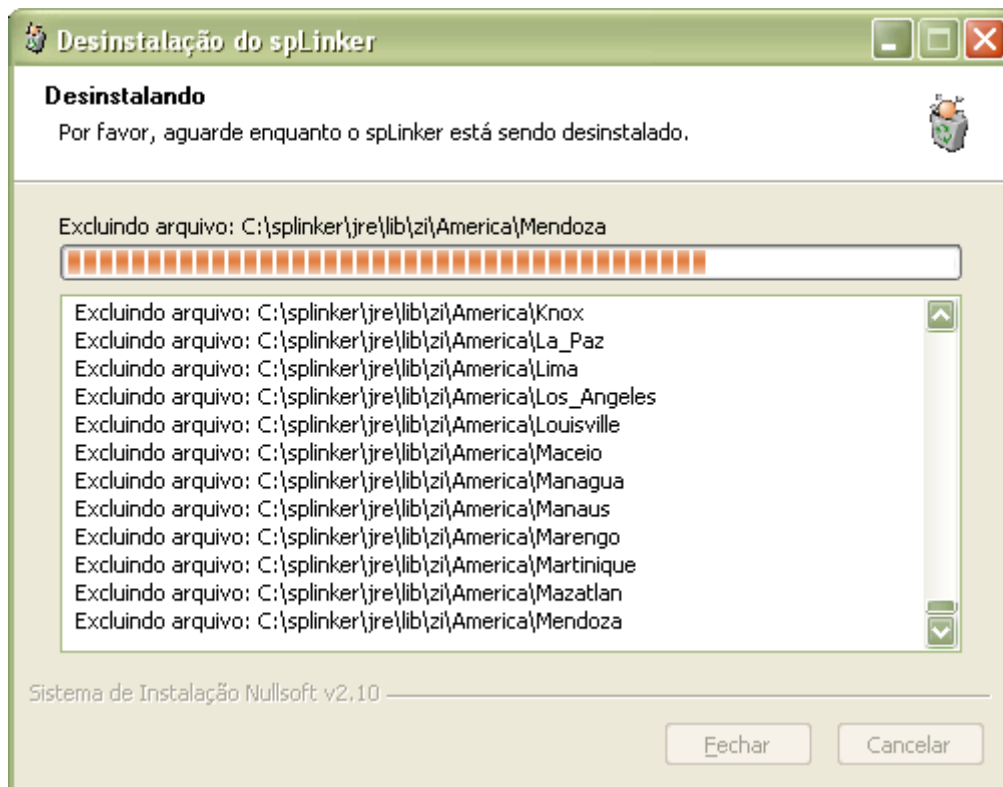 Desinstalação do spLinker
Desinstalando
Por favor, aguarde enquanto o spLinker está sendo desinstalado.
Excluindo arquivo: C:\splinker\jre\lib\zi\America\Mendoza
Excluindo arquivo: C:\splinker\jre\lib\zi\America\Knox
Excluindo arquivo: C:\splinker\jre\lib\zi\America\La_Paz
Excluindo arquivo: C:\splinker\jre\lib\zi\America\Lima
Excluindo arquivo: C:\splinker\jre\lib\zi\America\Los_Angeles
Excluindo arquivo: C:\splinker\jre\lib\zi\America\Louisville
Excluindo arquivo: C:\splinker\jre\lib\zi\America\Maceio
Excluindo arquivo: C:\splinker\jre\lib\zi\America\Managua
Excluindo arquivo: C:\splinker\jre\lib\zi\America\Manaus
Excluindo arquivo: C:\splinker\jre\lib\zi\America\Marengo
Excluindo arquivo: C:\splinker\jre\lib\zi\America\Martinique
Excluindo arquivo: C:\splinker\jre\lib\zi\America\Mazatlan
Excluindo arquivo: C:\splinker\jre\lib\zi\America\Mendoza
Sistema de Instalação Nullsoft v2.10
Fechar Cancelar